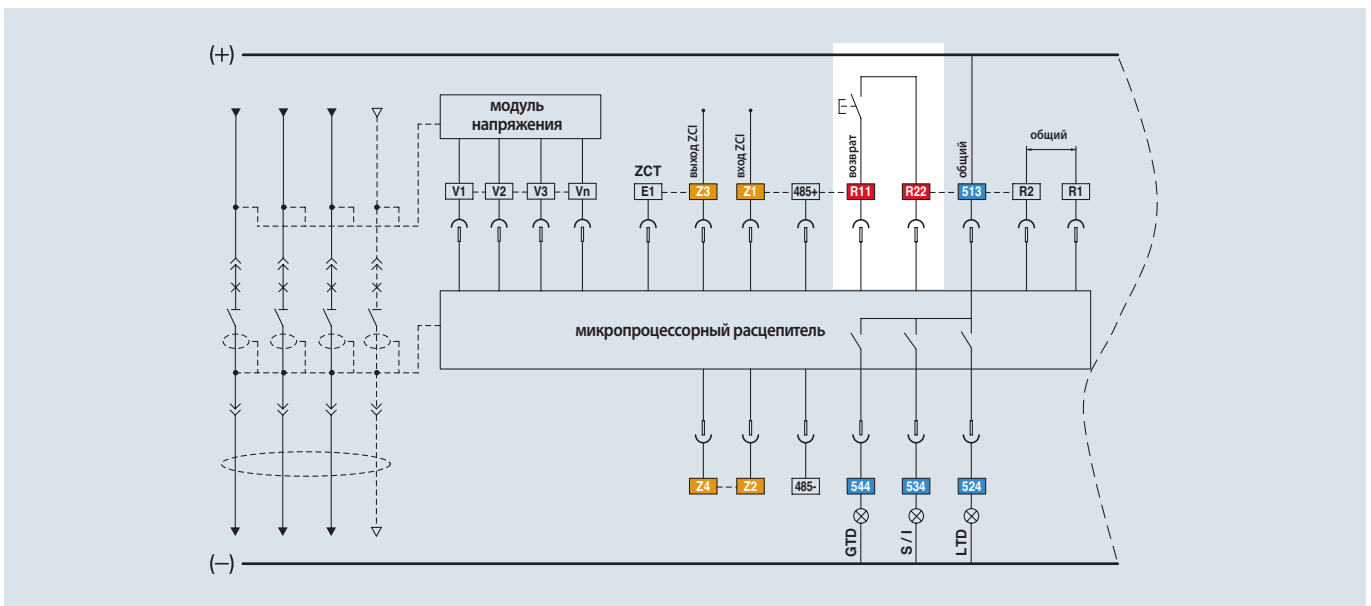 (+)
модуль
напряжения
ZCT
выход ZCI
вход ZCI
возврат
общий
общий
V1
V2
V3
Vn
E1
Z3
Z1
485+
R11
R22
513
R2
R1
микропроцессорный расцепитель
Z4
Z2
485-
544
534
524
GTD
S / I
LTD
(−)